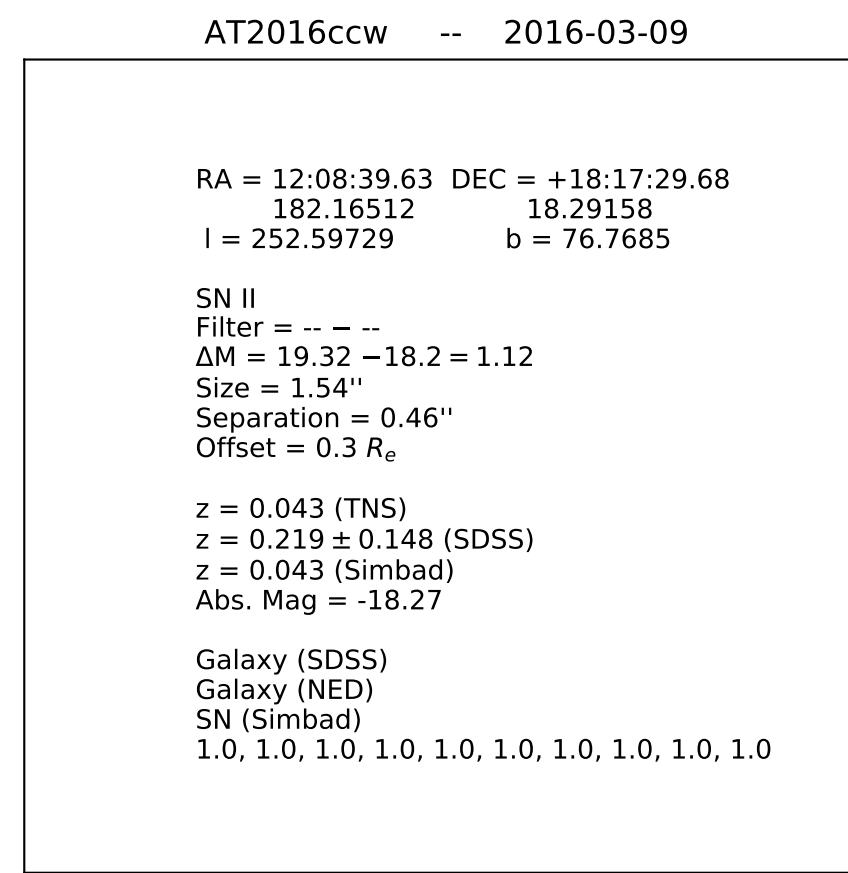 AT2016ccw -- 2016-03-09
RA = 12:08:39.63 DEC = +18:17:29.68
182.16512 18.29158
l = 252.59729 b = 76.7685
SN II
Filter = -- − --
ΔM = 19.32 −18.2 = 1.12
Size = 1.54''
Separation = 0.46''
Offset = 0.3 Rₑ
z = 0.043 (TNS)
z = 0.219 ± 0.148 (SDSS)
z = 0.043 (Simbad)
Abs. Mag = -18.27
Galaxy (SDSS)
Galaxy (NED)
SN (Simbad)
1.0, 1.0, 1.0, 1.0, 1.0, 1.0, 1.0, 1.0, 1.0, 1.0